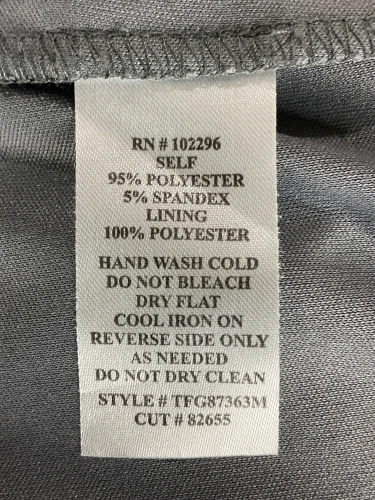 RN # 102296
SELF
95% POLYESTER
5% SPANDEX
LINING
100% POLYESTER
HAND WASH COLD
DO NOT BLEACH
DRY FLAT
COOL IRON ON
REVERSE SIDE ONLY
AS NEEDED
DO NOT DRY CLEAN
STYLE # TFG87363M
CUT # 82655